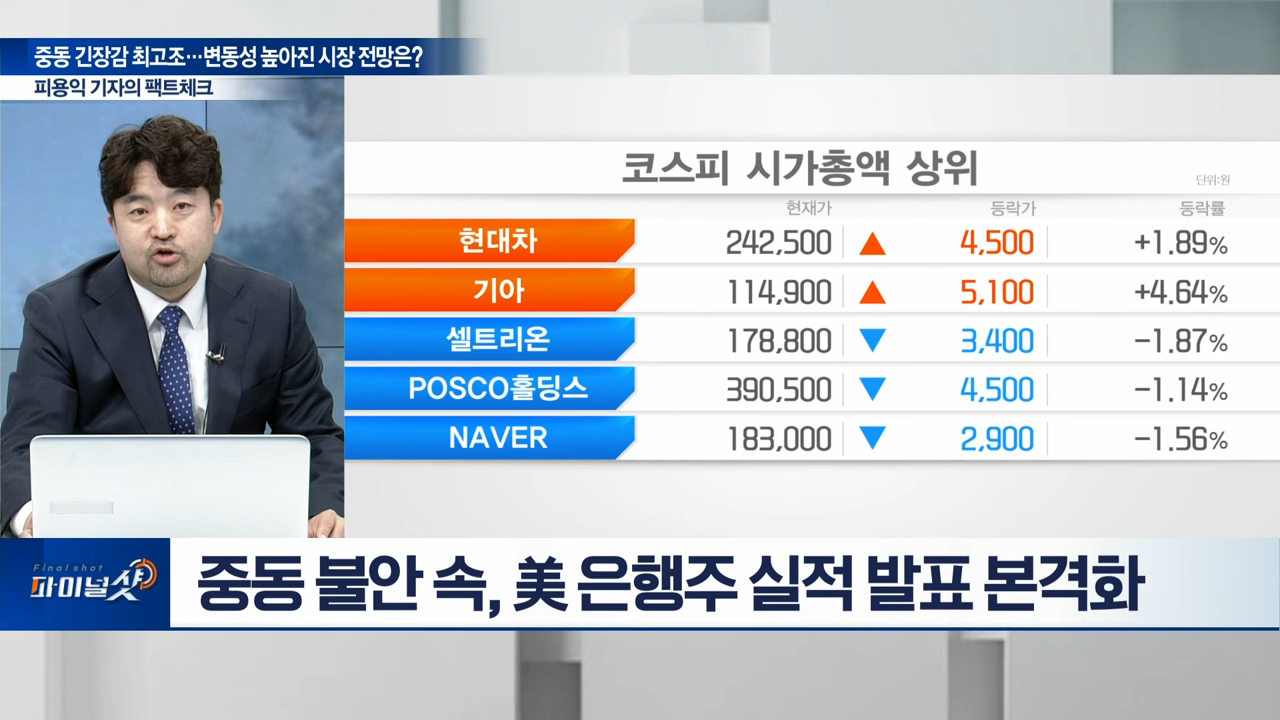 중동 긴장감 최고조…변동성 높아진 시장 전망은?
피용익 기자의 팩트체크
코스피 시가총액 상위
단위:원
현재가 등락가 등락률
현대차 242,500 ▲ 4,500 +1.89%
기아 114,900 ▲ 5,100 +4.64%
셀트리온 178,800 ▼ 3,400 -1.87%
POSCO홀딩스 390,500 ▼ 4,500 -1.14%
NAVER 183,000 ▼ 2,900 -1.56%
Final shot
파이널샷
중동 불안 속, 美 은행주 실적 발표 본격화